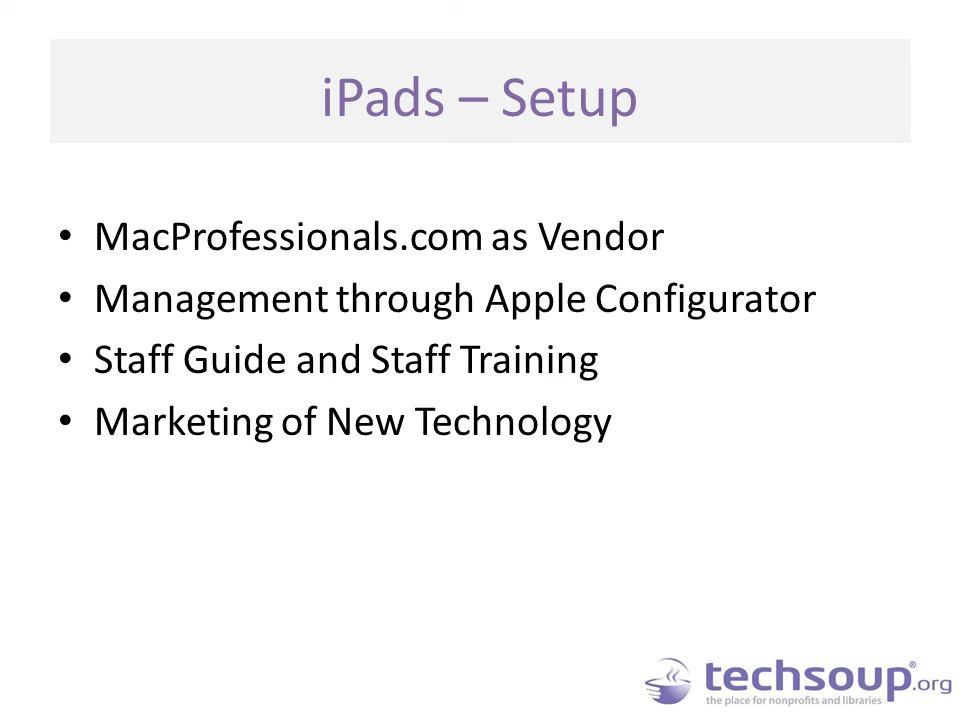 iPads – Setup
• MacProfessionals.com as Vendor
• Management through Apple Configurator
• Staff Guide and Staff Training
• Marketing of New Technology
techsoup®.org
the place for nonprofits and libraries